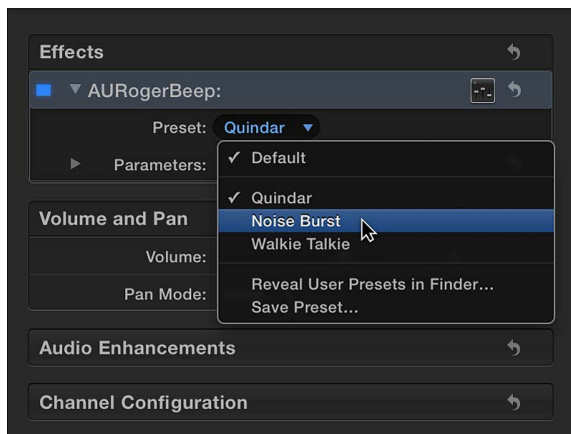 Effects
AURogerBeep:
Preset: Quindar
Parameters:
✓ Default
✓ Quindar
Noise Burst
Walkie Talkie
Reveal User Presets in Finder...
Save Preset...
Volume and Pan
Volume:
Pan Mode:
Audio Enhancements
Channel Configuration